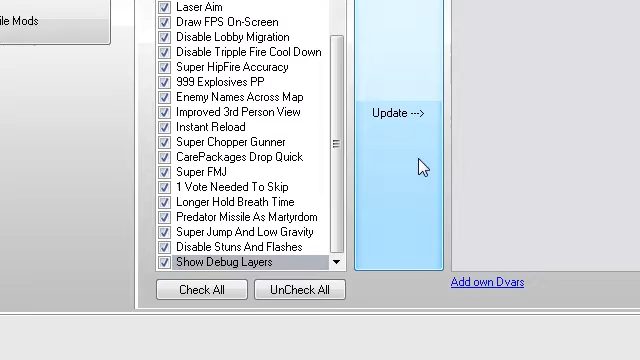 ile Mods
Laser Aim
Draw FPS On-Screen
Disable Lobby Migration
Disable Tripple Fire Cool Down
Super HipFire Accuracy
999 Explosives PP
Enemy Names Across Map
Improved 3rd Person View
Instant Reload
Super Chopper Gunner
CarePackages Drop Quick
Super FMJ
1 Vote Needed To Skip
Longer Hold Breath Time
Predator Missile As Martyrdom
Super Jump And Low Gravity
Disable Stuns And Flashes
Show Debug Layers
Check All
UnCheck All
Update --->
Add own Dvars